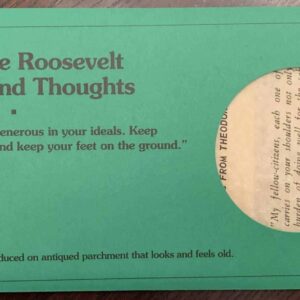 e Roosevelt
nd Thoughts
enerous in your ideals. Keep
nd keep your feet on the ground.”
duced on antiqued parchment that looks and feels old.
FROM THEODOR
"My fellow-citizens, each one of
carries on your shoulders not only
burden of doing well for the